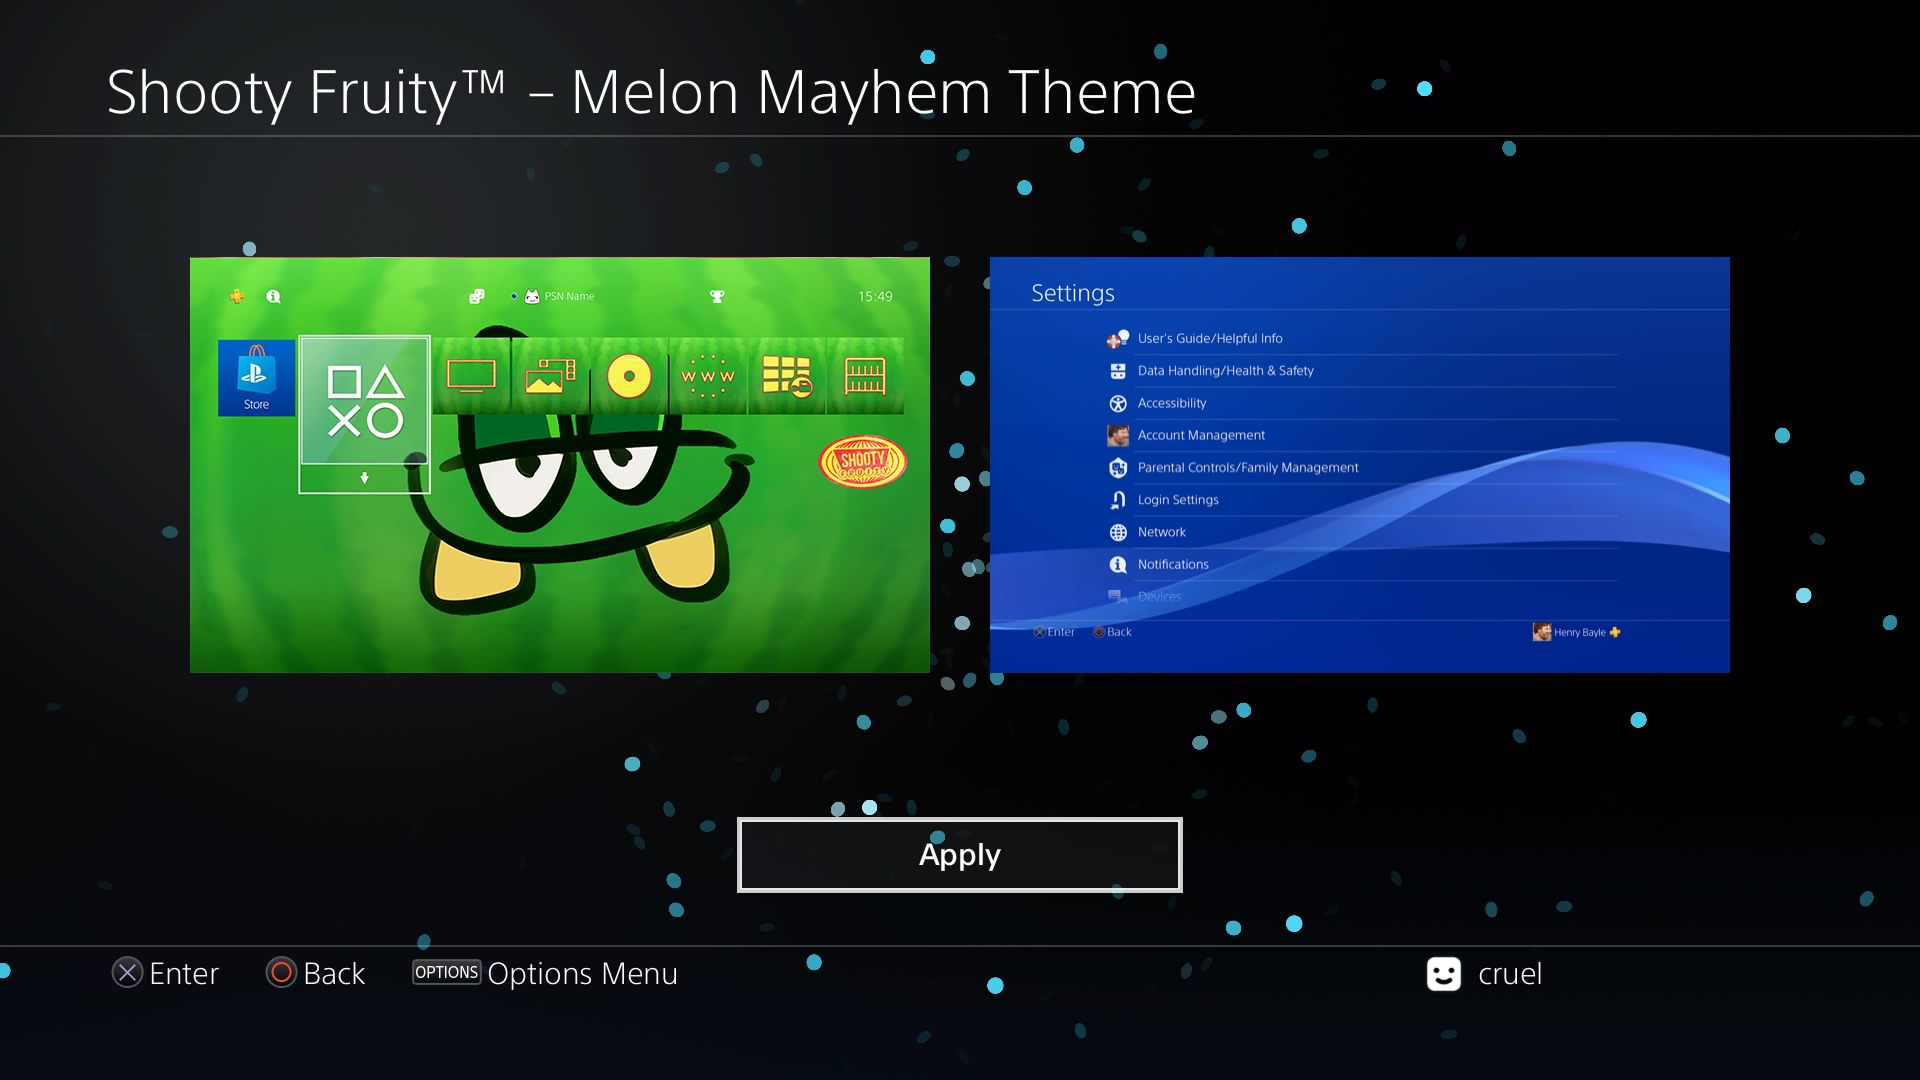 Shooty Fruity™ – Melon Mayhem Theme
PSN Name
15:49
Store
www
SHOOTY
FRUITY
Settings
User's Guide/Helpful Info
Data Handling/Health & Safety
Accessibility
Account Management
Parental Controls/Family Management
Login Settings
Network
Notifications
Devices
Enter
Back
Henry Bayle
Apply
Enter
Back
OPTIONS Options Menu
cruel